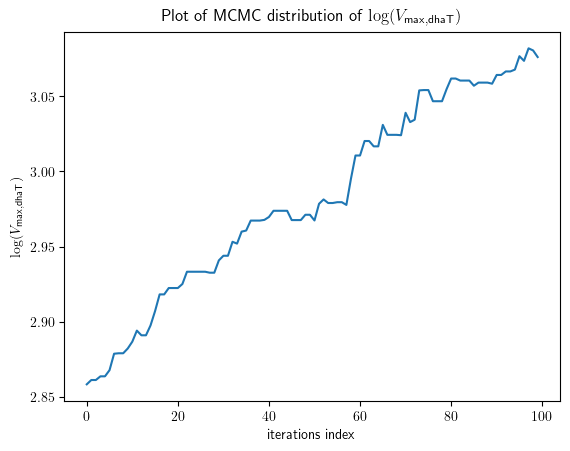 Plot of MCMC distribution of log(V_max,dhaT)
3.05
3.00
2.95
2.90
2.85
log(V_max,dhaT)
0 20 40 60 80 100
iterations index